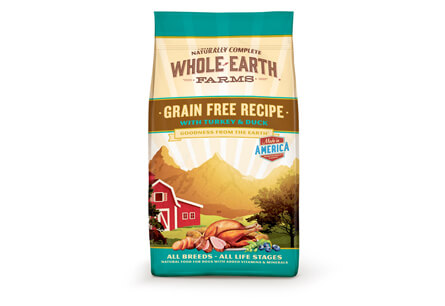 NATURALLY COMPLETE
WHOLE EARTH
FARMS
GRAIN FREE RECIPE
WITH TURKEY & DUCK
GOODNESS FROM THE EARTH
Made in
AMERICA
ALL BREEDS - ALL LIFE STAGES
NATURAL FOOD FOR DOGS WITH ADDED VITAMINS & MINERALS